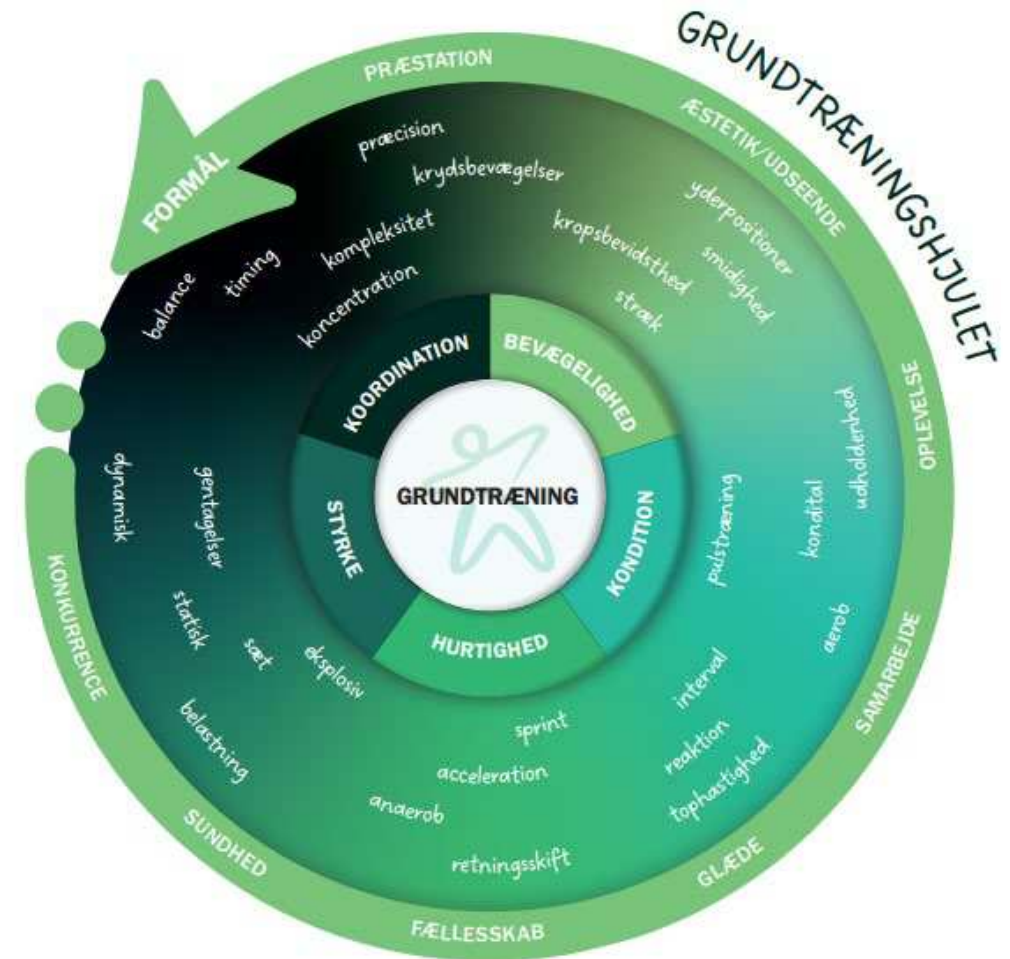 GRUNDTRÆNINGSHJULET
FORMÅL
PRÆSTATION
ÆSTETIK/UDSEENDE
OPLEVELSE
SAMARBEJDE
GLÆDE
FÆLLESSKAB
SUNDHED
KONKURRENCE
præcision
krydsbevægelser
kompleksitet
koncentration
timing
balance
yderpositioner
kropsbevidsthed
smidighed
stræk
udholdenhed
kondital
pulstræning
aerob
interval
reaktion
tophastighed
sprint
acceleration
anaerob
retningsskift
dynamisk
gentagelser
statisk
sæt
eksplosiv
belastning
KOORDINATION
BEVÆGELIGHED
KONDITION
HURTIGHED
STYRKE
GRUNDTRÆNING